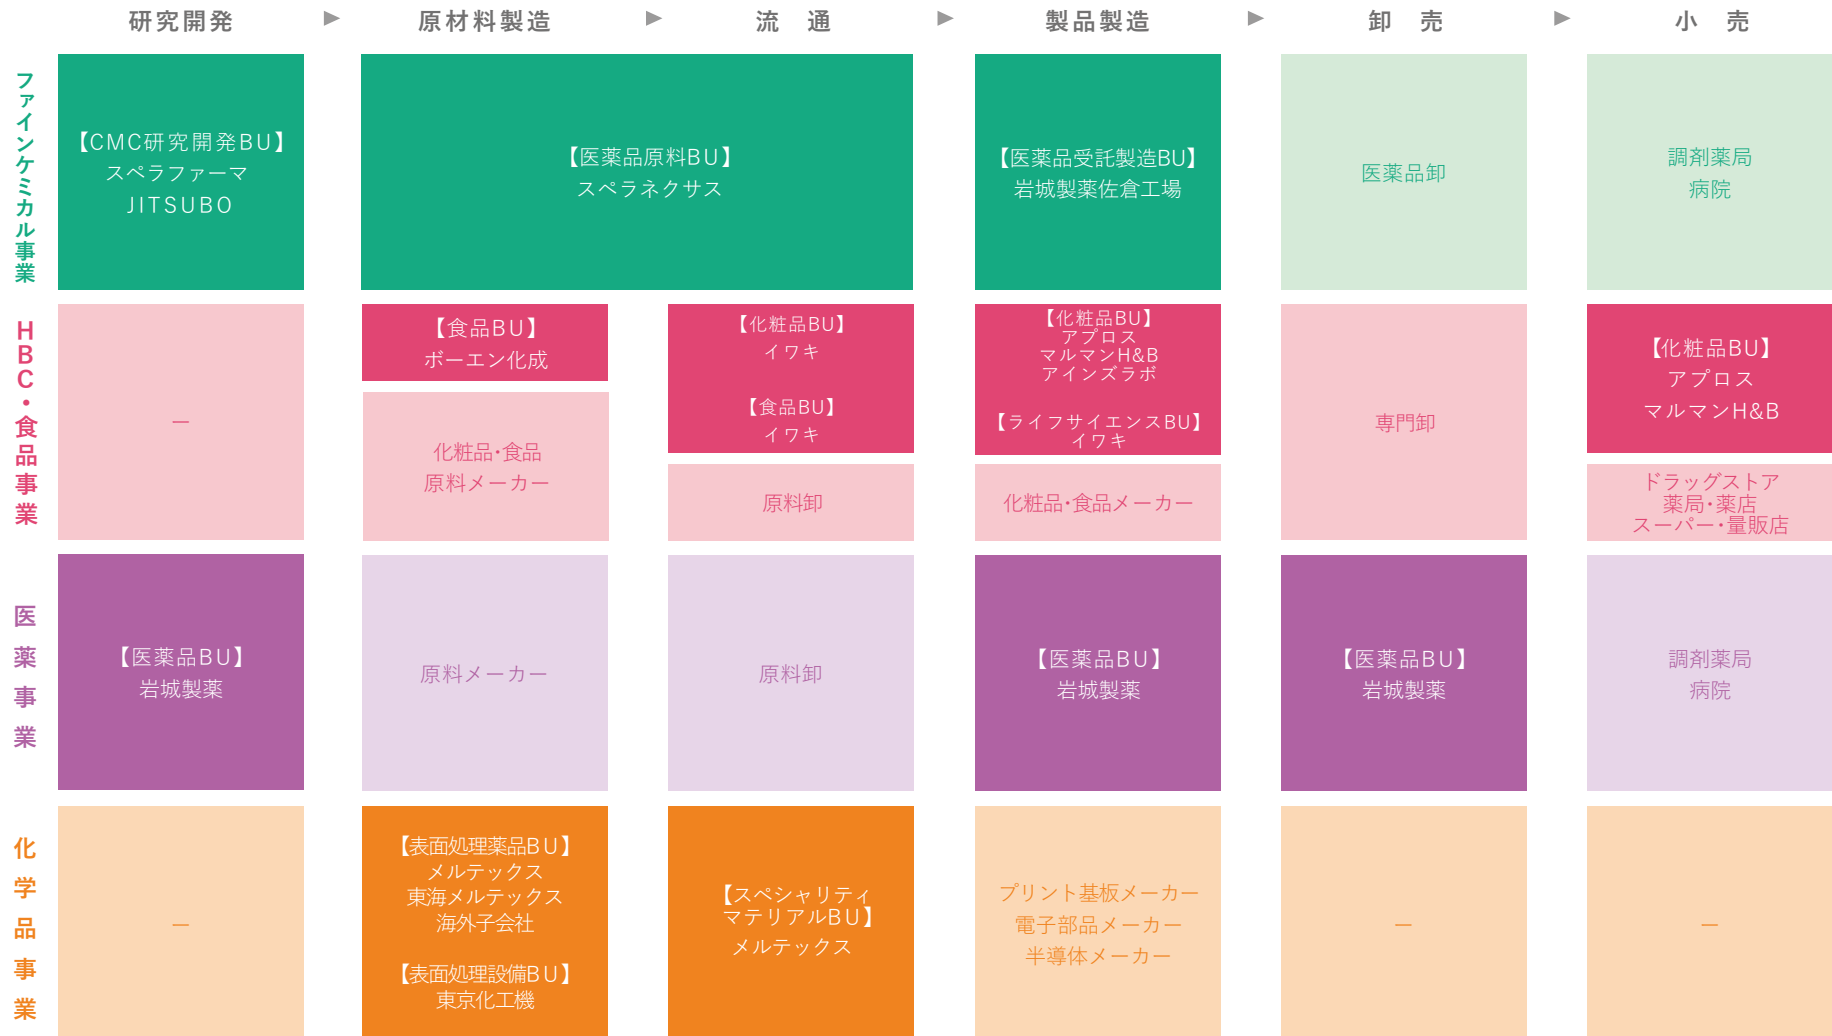 研究開発 ▶ 原材料製造 ▶ 流 通 ▶ 製品製造 ▶ 卸 売 ▶ 小 売
ファインケミカル事業
【CMC研究開発BU】
スペラファーマ
JITSUBO
【医薬品原料BU】
スペラネクサス
【医薬品受託製造BU】
岩城製薬佐倉工場
医薬品卸
調剤薬局
病院
HBC・食品事業
―
【食品BU】
ボーエン化成
化粧品・食品
原料メーカー
【化粧品BU】
イワキ
【食品BU】
イワキ
原料卸
【化粧品BU】
アプロス
マルマンH&B
アインズラボ
【ライフサイエンスBU】
イワキ
化粧品・食品メーカー
専門卸
【化粧品BU】
アプロス
マルマンH&B
ドラッグストア
薬局・薬店
スーパー・量販店
医薬事業
【医薬品BU】
岩城製薬
原料メーカー
原料卸
【医薬品BU】
岩城製薬
【医薬品BU】
岩城製薬
調剤薬局
病院
化学品事業
―
【表面処理薬品BU】
メルテックス
東海メルテックス
海外子会社
【表面処理設備BU】
東京化工機
【スペシャリティ
マテリアルBU】
メルテックス
プリント基板メーカー
電子部品メーカー
半導体メーカー
―
―